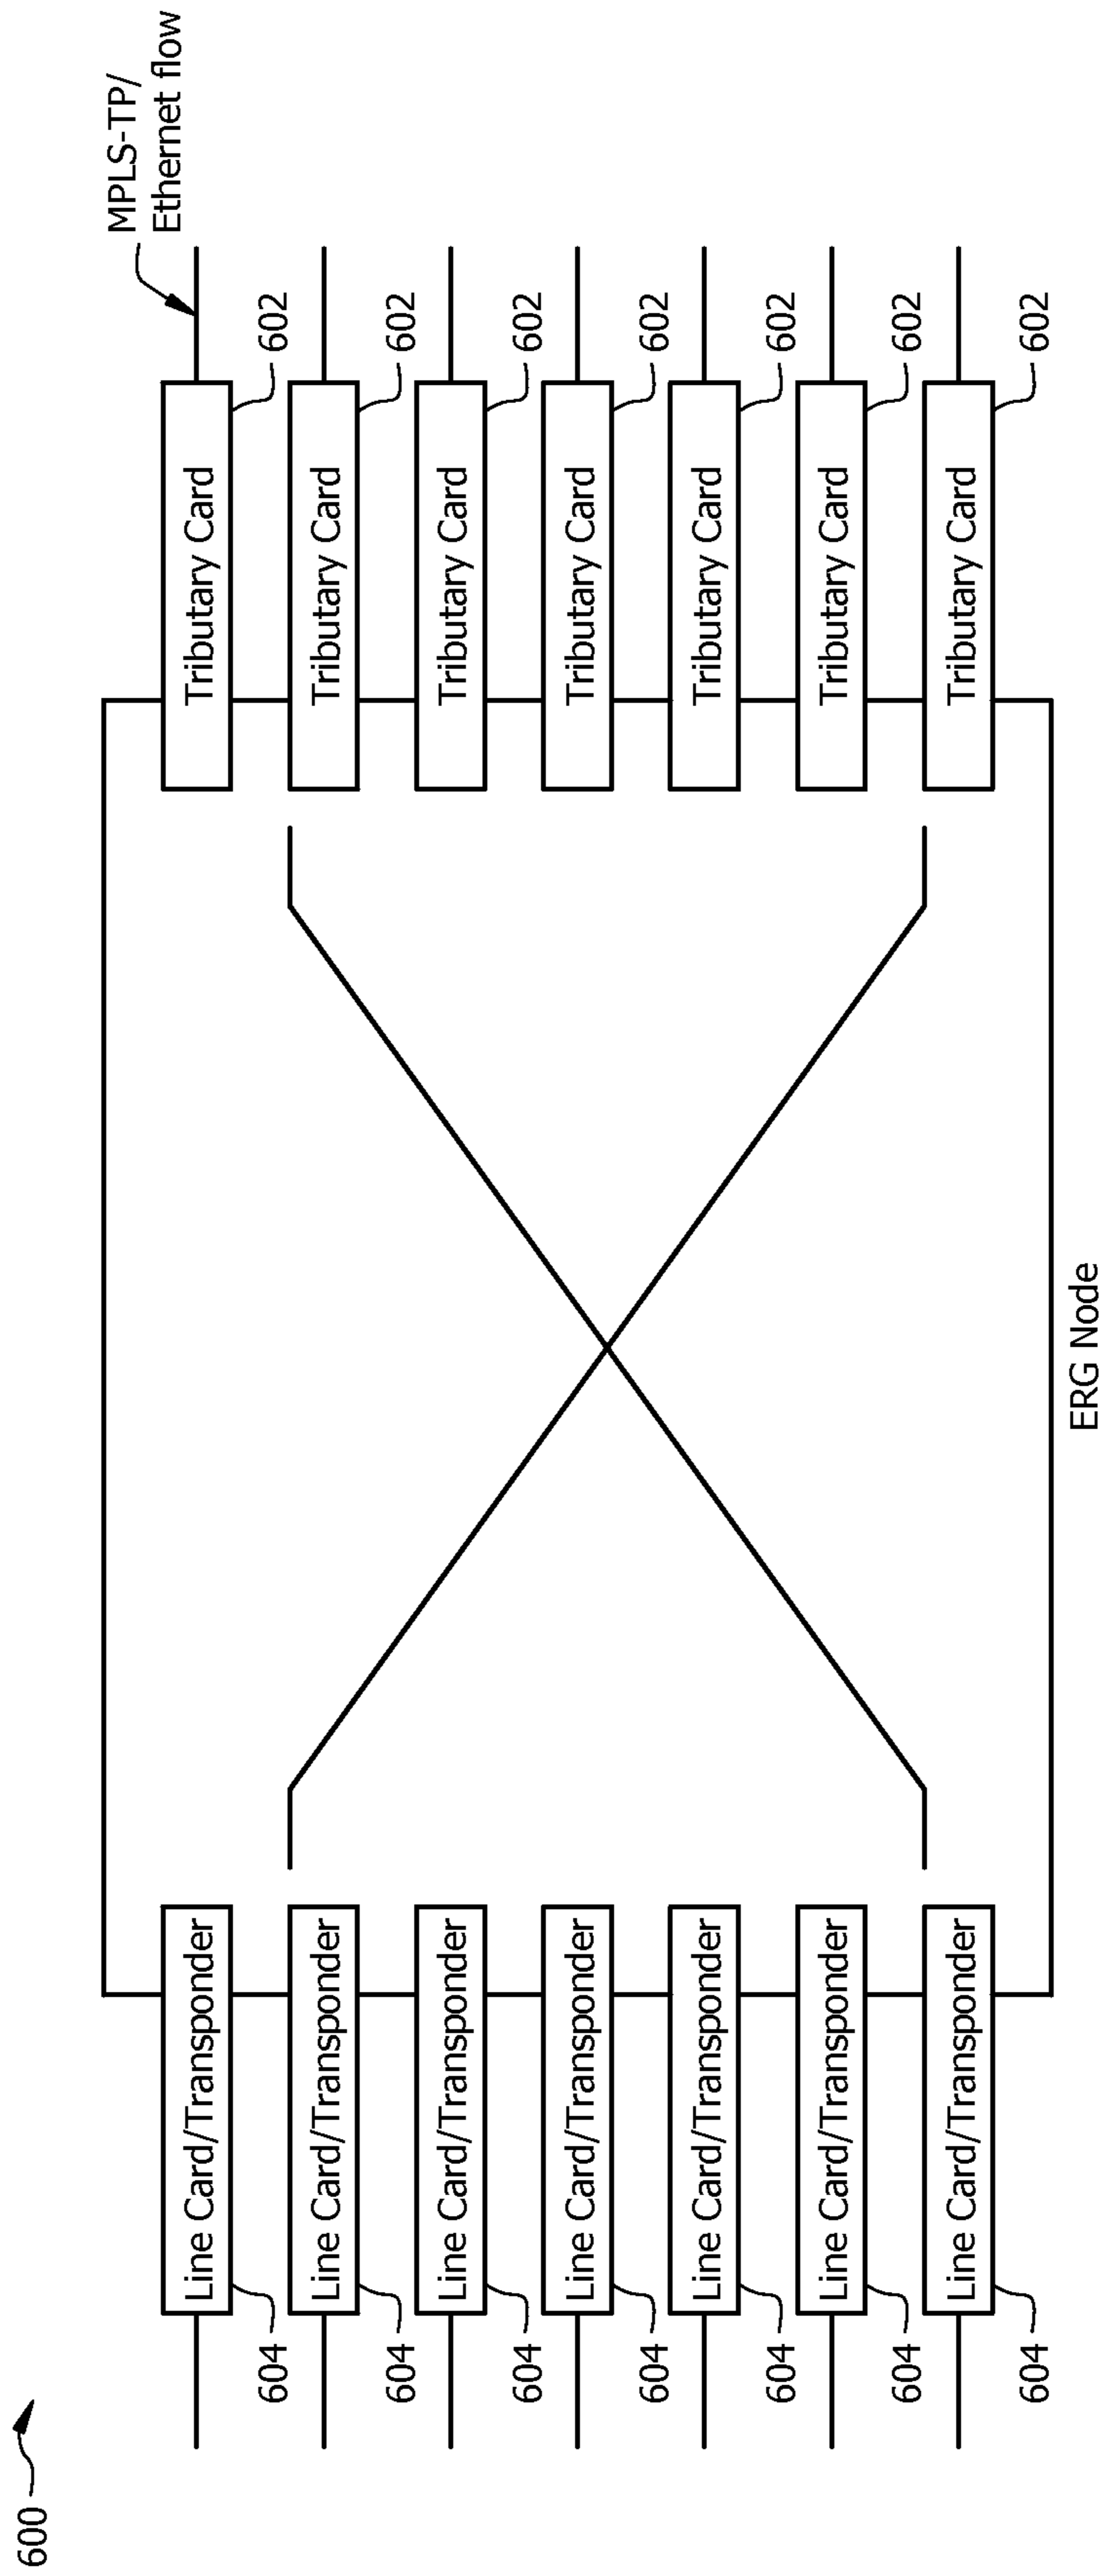 600
MPLS-TP/
Ethernet flow
Line Card/Transponder
604
Tributary Card
602
Line Card/Transponder
604
Tributary Card
602
Line Card/Transponder
604
Tributary Card
602
Line Card/Transponder
604
Tributary Card
602
Line Card/Transponder
604
Tributary Card
602
Line Card/Transponder
604
Tributary Card
602
Line Card/Transponder
604
Tributary Card
602
ERG Node